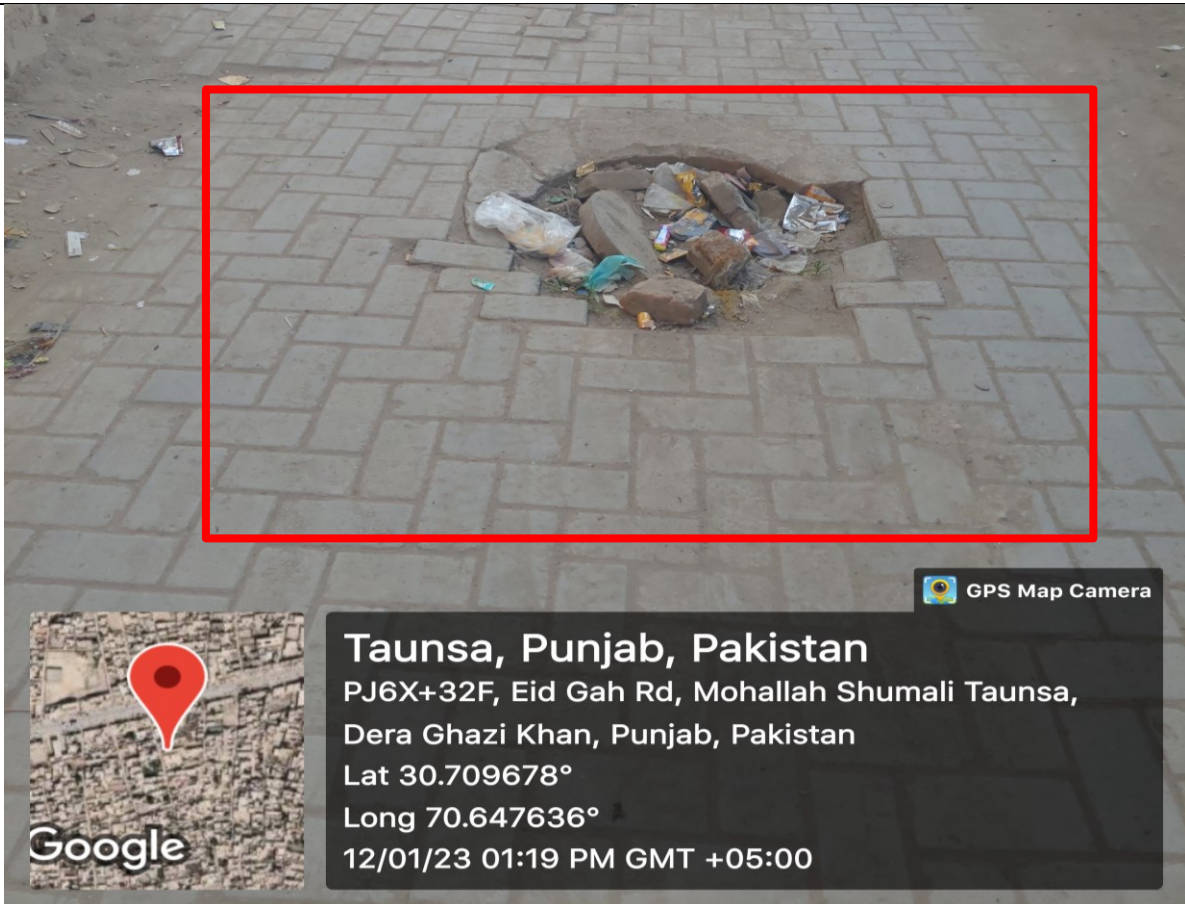 GPS Map Camera
Taunsa, Punjab, Pakistan
PJ6X+32F, Eid Gah Rd, Mohallah Shumali Taunsa,
Dera Ghazi Khan, Punjab, Pakistan
Lat 30.709678°
Long 70.647636°
12/01/23 01:19 PM GMT +05:00
Google